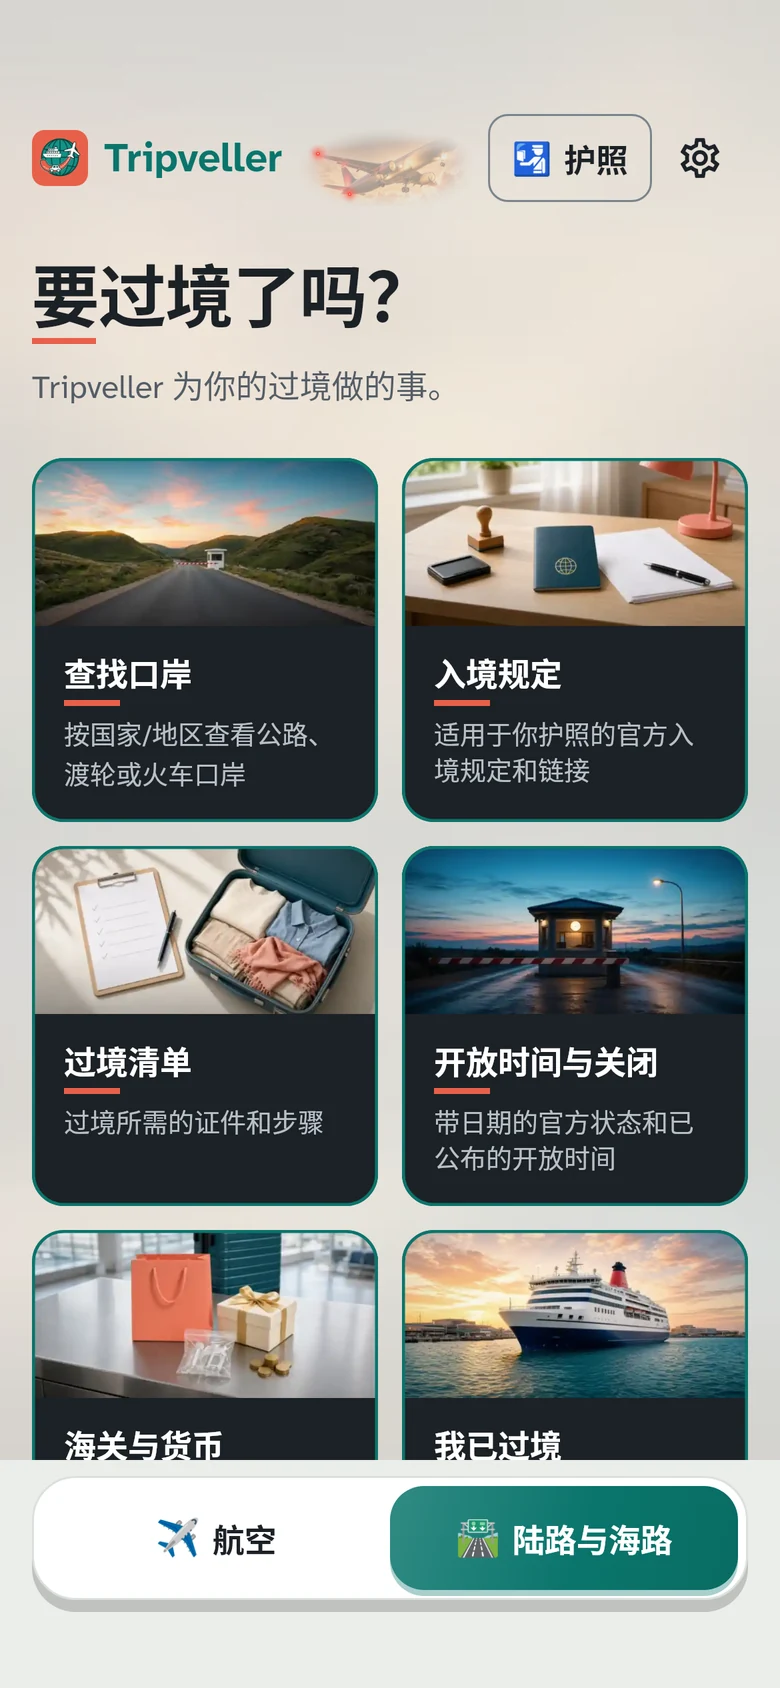 Tripveller
护照
要过境了吗?
Tripveller 为你的过境做的事。
查找口岸
按国家/地区查看公路、
渡轮或火车口岸
入境规定
适用于你护照的官方入
境规定和链接
过境清单
过境所需的证件和步骤
开放时间与关闭
带日期的官方状态和已
公布的开放时间
海关与货币
我已过境
航空
陆路与海路